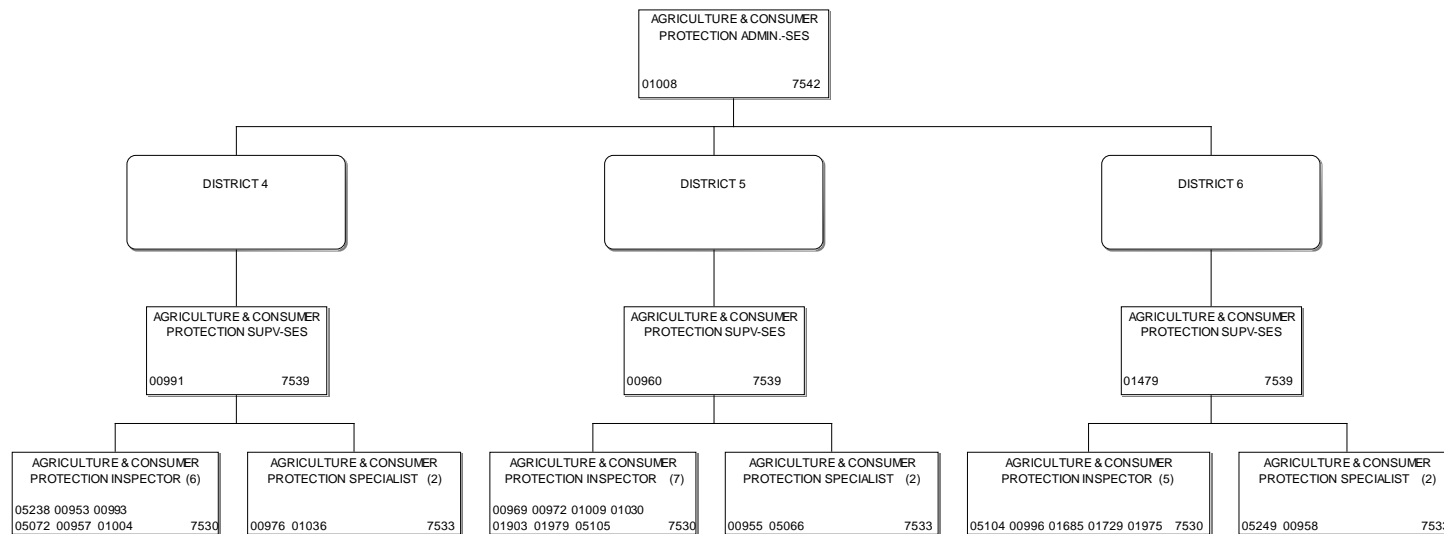 AGRICULTURE & CONSUMER
PROTECTION ADMIN.-SES
01008 7542
DISTRICT 4
DISTRICT 5
DISTRICT 6
AGRICULTURE & CONSUMER
PROTECTION SUPV-SES
00991 7539
AGRICULTURE & CONSUMER
PROTECTION SUPV-SES
00960 7539
AGRICULTURE & CONSUMER
PROTECTION SUPV-SES
01479 7539
AGRICULTURE & CONSUMER
PROTECTION INSPECTOR (6)
05238 00953 00993
05072 00957 01004 7530
AGRICULTURE & CONSUMER
PROTECTION SPECIALIST (2)
00976 01036 7533
AGRICULTURE & CONSUMER
PROTECTION INSPECTOR (7)
00969 00972 01009 01030
01903 01979 05105 7530
AGRICULTURE & CONSUMER
PROTECTION SPECIALIST (2)
00955 05066 7533
AGRICULTURE & CONSUMER
PROTECTION INSPECTOR (5)
05104 00996 01685 01729 01975 7530
AGRICULTURE & CONSUMER
PROTECTION SPECIALIST (2)
05249 00958 7533